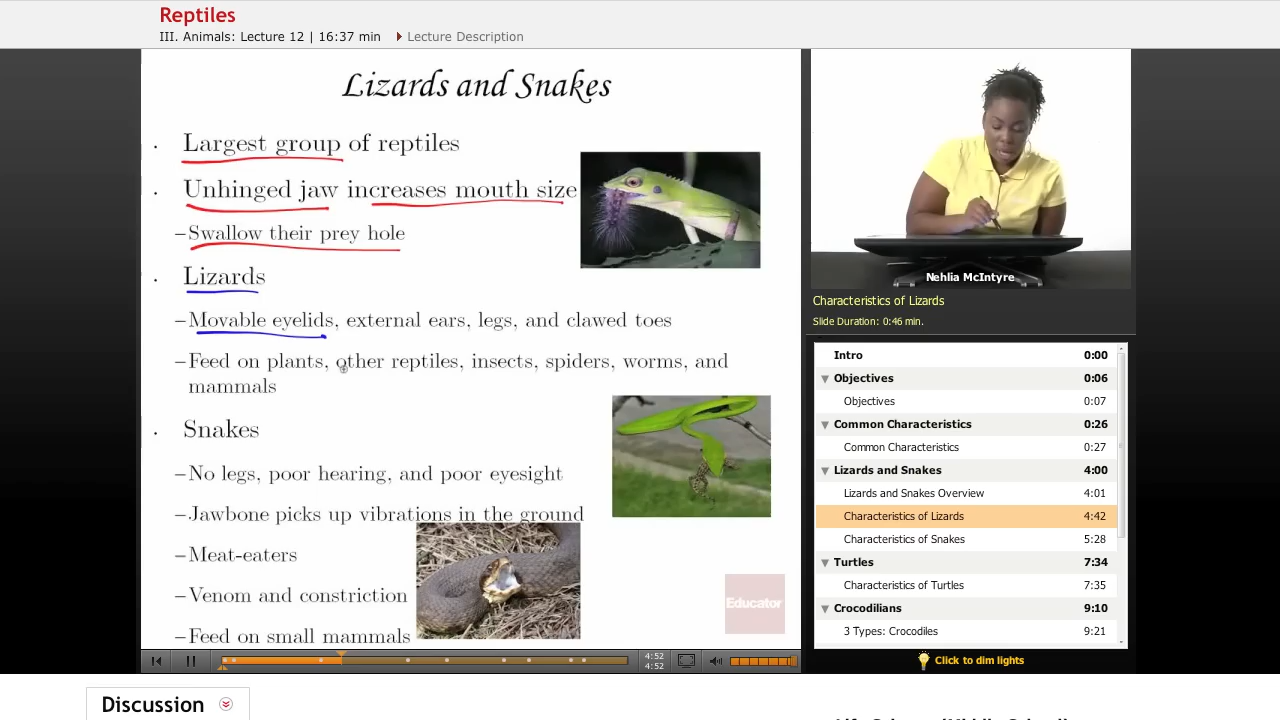 Reptiles
III. Animals: Lecture 12 | 16:37 min Lecture Description
Lizards and Snakes
· Largest group of reptiles
· Unhinged jaw increases mouth size
–Swallow their prey hole
· Lizards
–Movable eyelids, external ears, legs, and clawed toes
–Feed on plants, other reptiles, insects, spiders, worms, and
mammals
· Snakes
–No legs, poor hearing, and poor eyesight
–Jawbone picks up vibrations in the ground
–Meat-eaters
–Venom and constriction
–Feed on small mammals
Educator
4:52
4:52
Nehlia McIntyre
Characteristics of Lizards
Slide Duration: 0:46 min.
Intro 0:00
Objectives 0:06
Objectives 0:07
Common Characteristics 0:26
Common Characteristics 0:27
Lizards and Snakes 4:00
Lizards and Snakes Overview 4:01
Characteristics of Lizards 4:42
Characteristics of Snakes 5:28
Turtles 7:34
Characteristics of Turtles 7:35
Crocodilians 9:10
3 Types: Crocodiles 9:21
Click to dim lights
Discussion